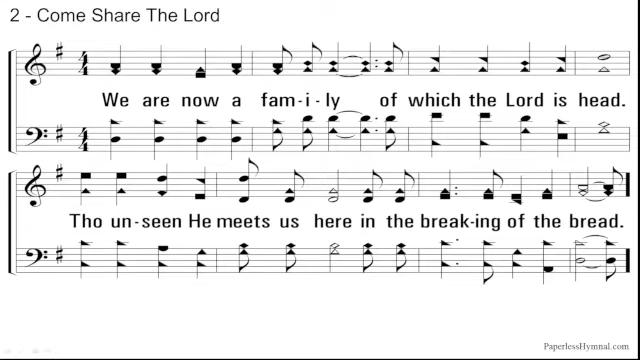 2 - Come Share The Lord
We are now a fam-i-ly of which the Lord is head.
Tho un-seen He meets us here in the break-ing of the bread.
PaperlessHymnal.com